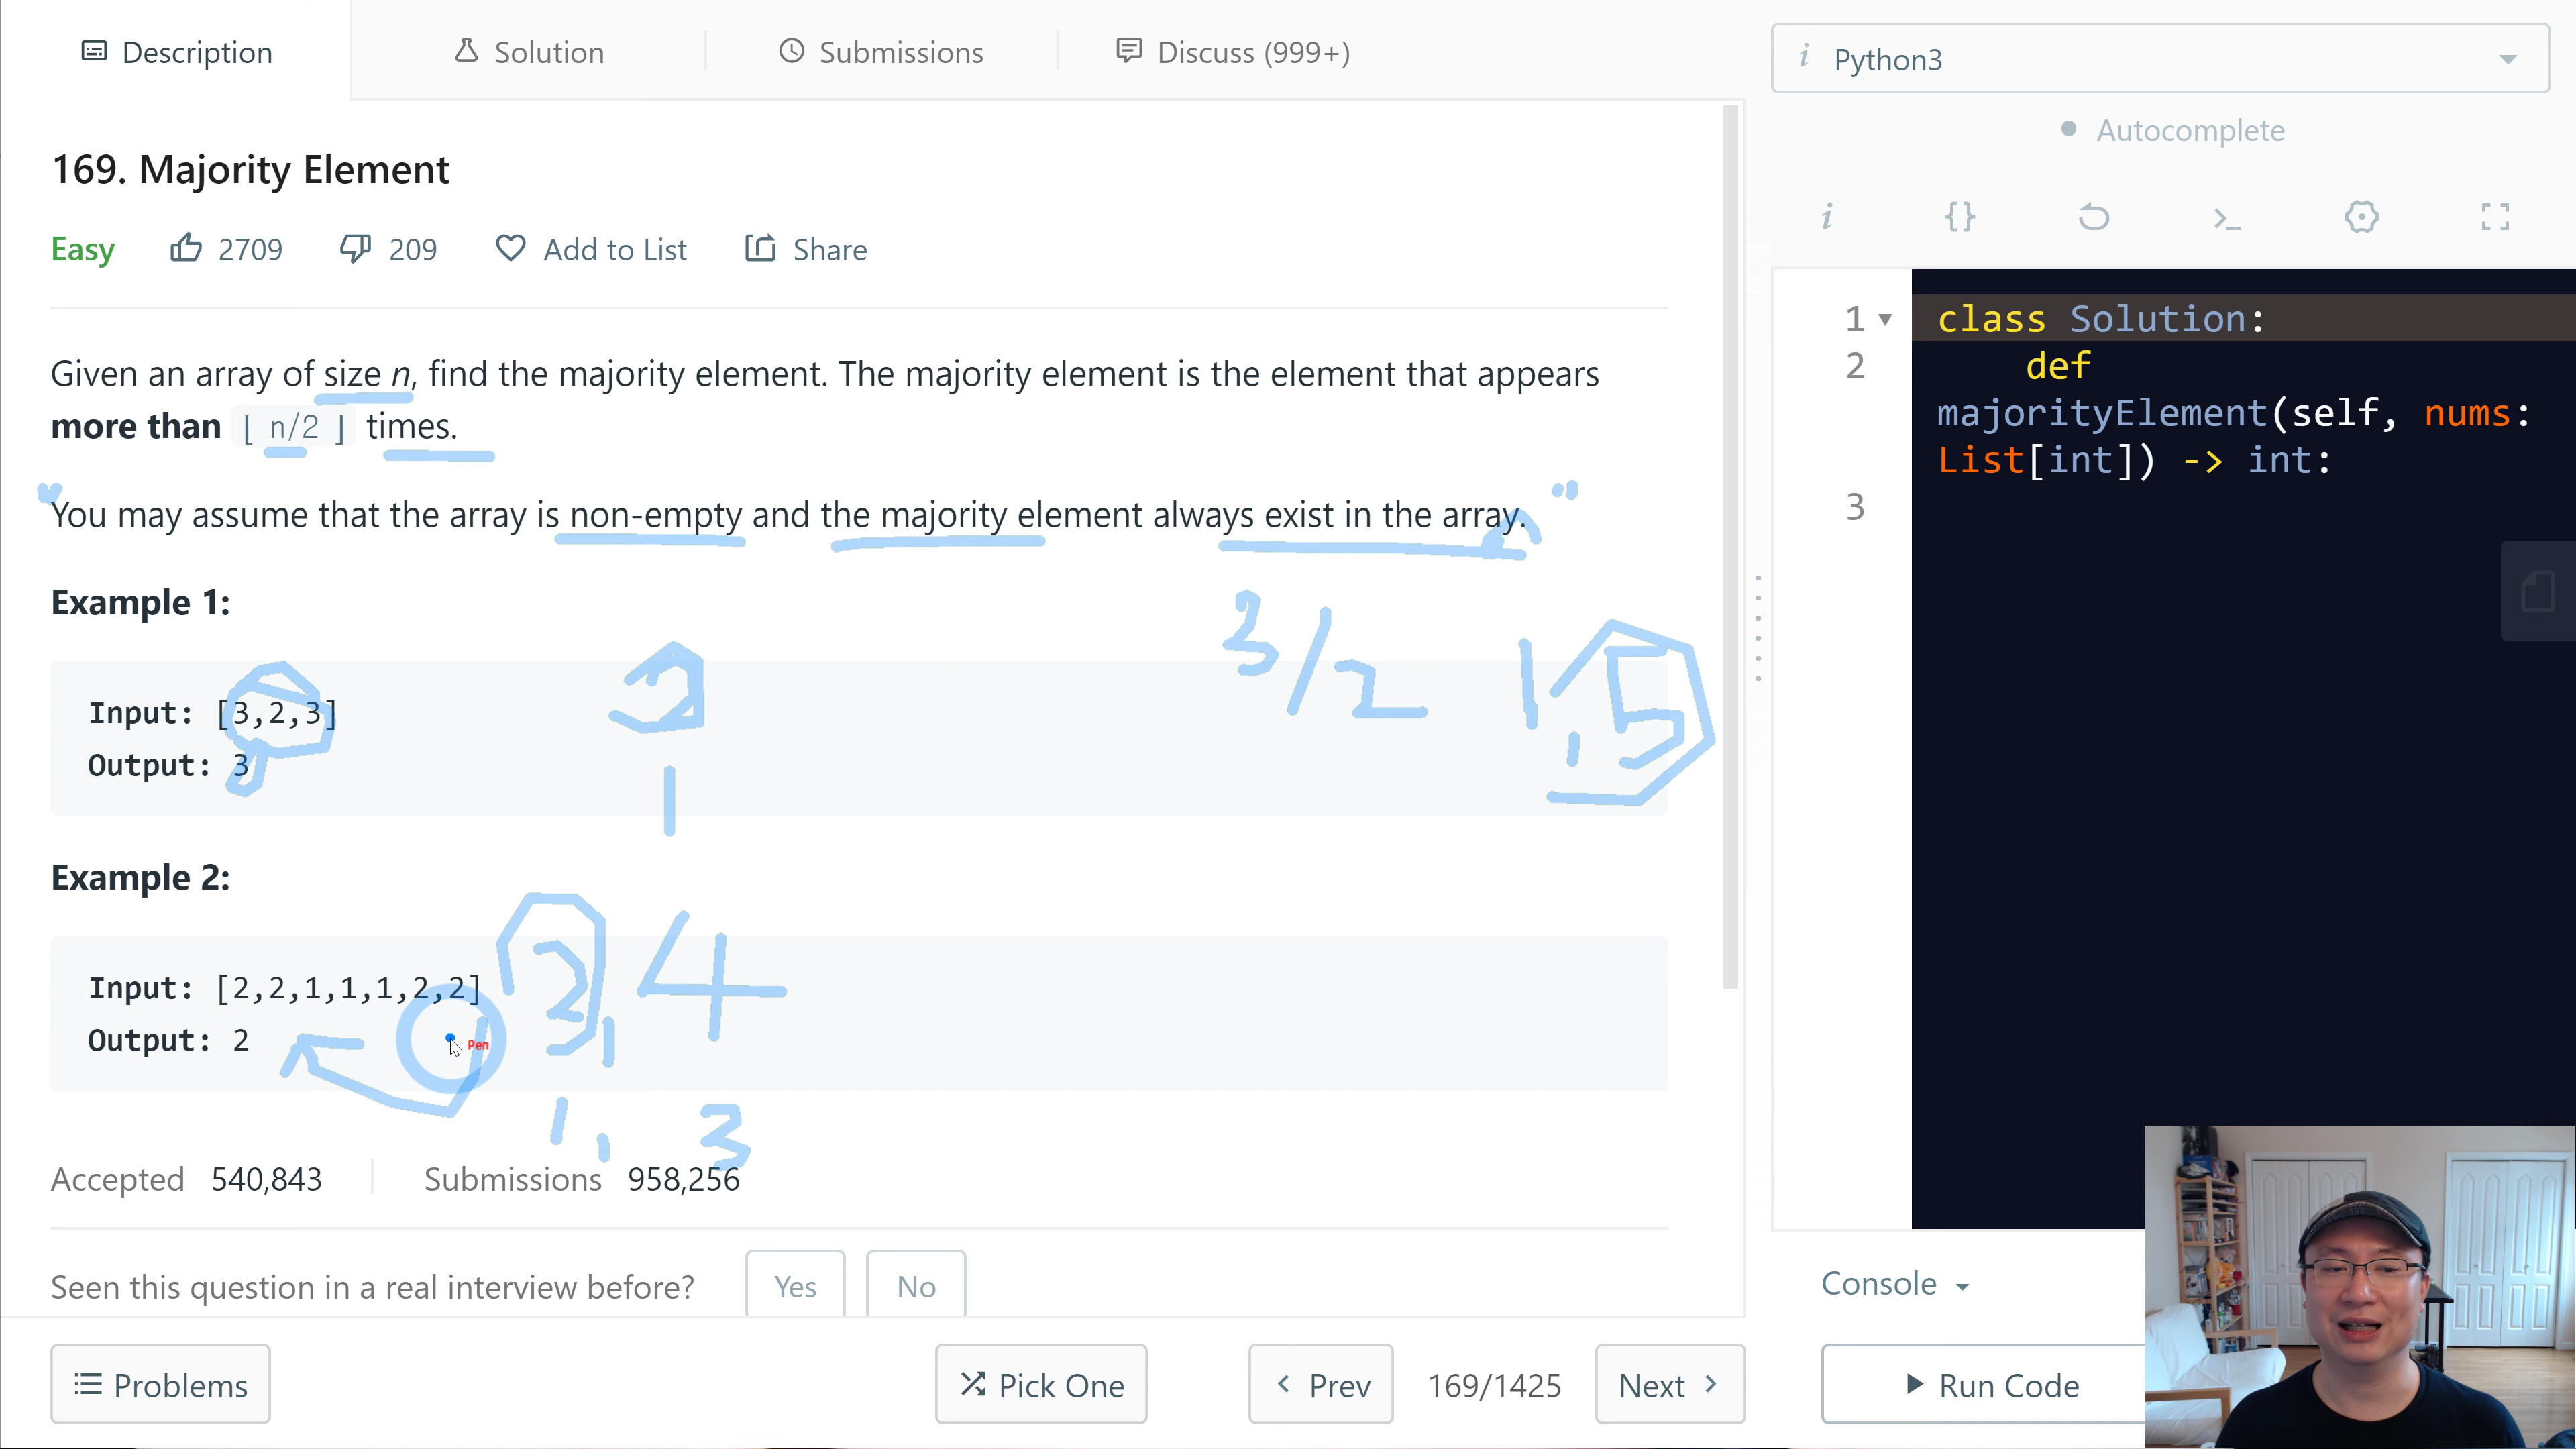 Description
Solution
Submissions
Discuss (999+)
169. Majority Element
Easy 2709 209 Add to List Share
Given an array of size n, find the majority element. The majority element is the element that appears
more than ⌊ n/2 ⌋ times.
"You may assume that the array is non-empty and the majority element always exist in the array."
Example 1:
3/2 1.5
Input: [3,2,3]
2
Output: 3
1
Example 2:
Input: [2,2,1,1,1,2,2]
2, 4
Output: 2
Pen
1, 3
Accepted 540,843 Submissions 958,256
Seen this question in a real interview before? Yes No
Problems
Pick One
Prev
169/1425
Next
i Python3
Autocomplete
i {} >_
1 class Solution:
2 def
majorityElement(self, nums:
List[int]) -> int:
3
Console
Run Code